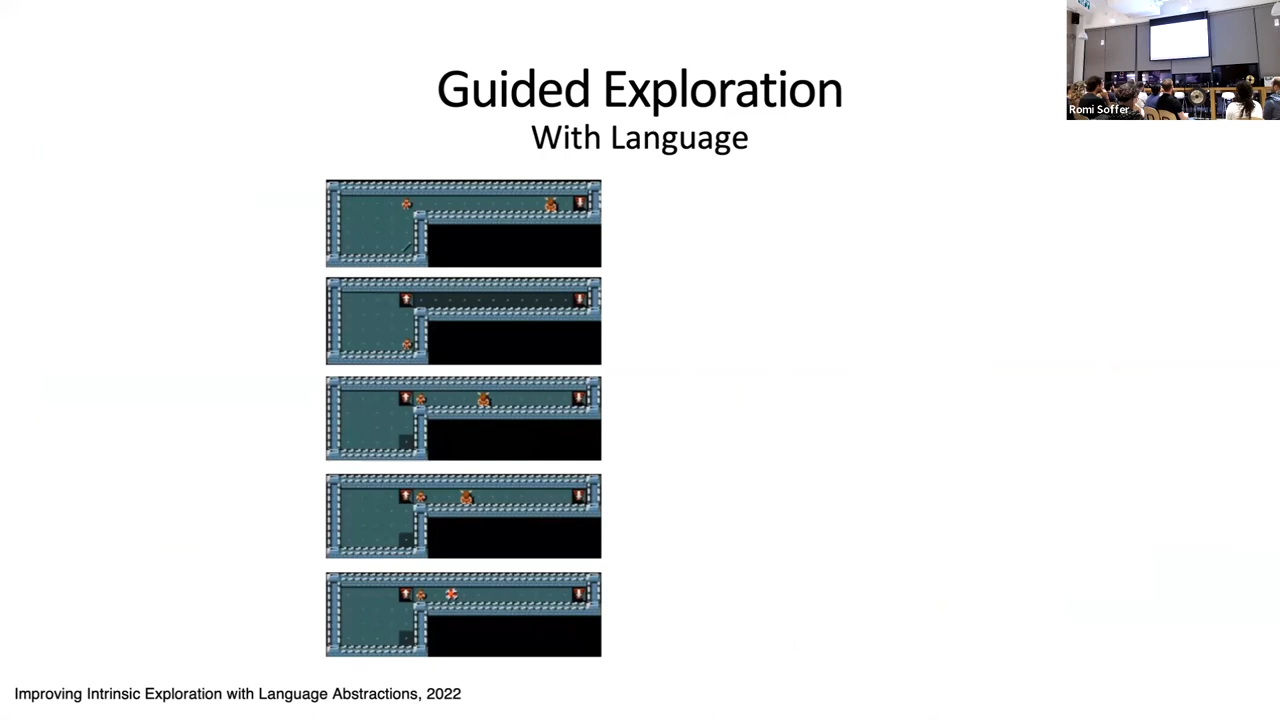 Guided Exploration
With Language
Romi Soffer
Improving Intrinsic Exploration with Language Abstractions, 2022